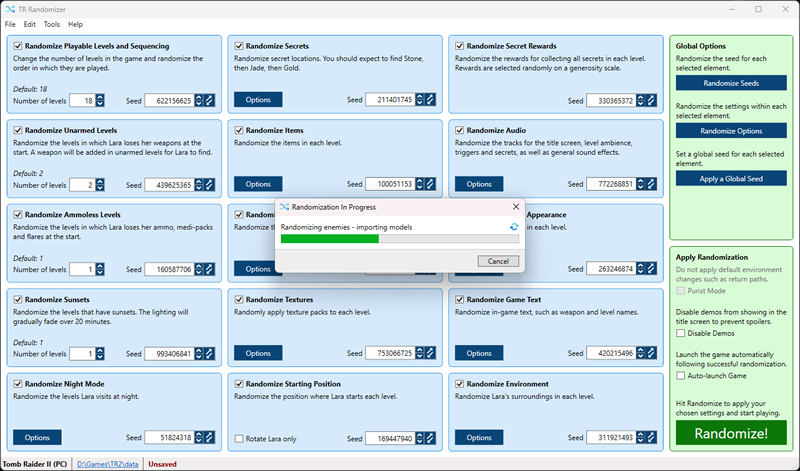 TR Randomizer
File Edit Tools Help
Randomize Playable Levels and Sequencing
Change the number of levels in the game and randomize the
order in which they are played.
Default: 18
Number of levels 18 Seed 622156625
Randomize Secrets
Randomize secret locations. You should expect to find Stone,
then Jade, then Gold.
Options Seed 211401745
Randomize Secret Rewards
Randomize the rewards for collecting all secrets in each level.
Rewards are selected randomly on a generosity scale.
Seed 330365372
Randomize Unarmed Levels
Randomize the levels in which Lara loses her weapons at the
start. A weapon will be added in unarmed levels for Lara to find.
Default: 2
Number of levels 2 Seed 439625365
Randomize Items
Randomize the items in each level.
Options Seed 100051153
Randomize Audio
Randomize the tracks for the title screen, level ambience,
triggers and secrets, as well as general sound effects.
Options Seed 772268851
Randomize Ammoless Levels
Randomize the levels in which Lara loses her ammo, medi-packs
and flares at the start.
Default: 1
Number of levels 1 Seed 160587706
Appearance
in each level.
Seed 263246874
Randomization In Progress
Randomizing enemies - importing models
Cancel
Randomize Sunsets
Randomize the levels that have sunsets. The lighting will
gradually fade over 20 minutes.
Default: 1
Number of levels 1 Seed 993406841
Randomize Textures
Randomly apply texture packs to each level.
Options Seed 753066725
Randomize Game Text
Randomize in-game text, such as weapon and level names.
Options Seed 420215496
Randomize Night Mode
Randomize the levels Lara visits at night.
Options Seed 51824318
Randomize Starting Position
Randomize the position where Lara starts each level.
Rotate Lara only Seed 169447940
Randomize Environment
Randomize Lara's surroundings in each level.
Options Seed 311921493
Global Options
Randomize the seed for each
selected element.
Randomize Seeds
Randomize the settings within each
selected element.
Randomize Options
Set a global seed for each selected
element.
Apply a Global Seed
Apply Randomization
Do not apply default environment
changes such as return paths.
Purist Mode
Disable demos from showing in the
title screen to prevent spoilers.
Disable Demos
Launch the game automatically
following successful randomization.
Auto-launch Game
Hit Randomize to apply your
chosen settings and start playing.
Randomize!
Tomb Raider II (PC) D:\Games\TR2\data Unsaved